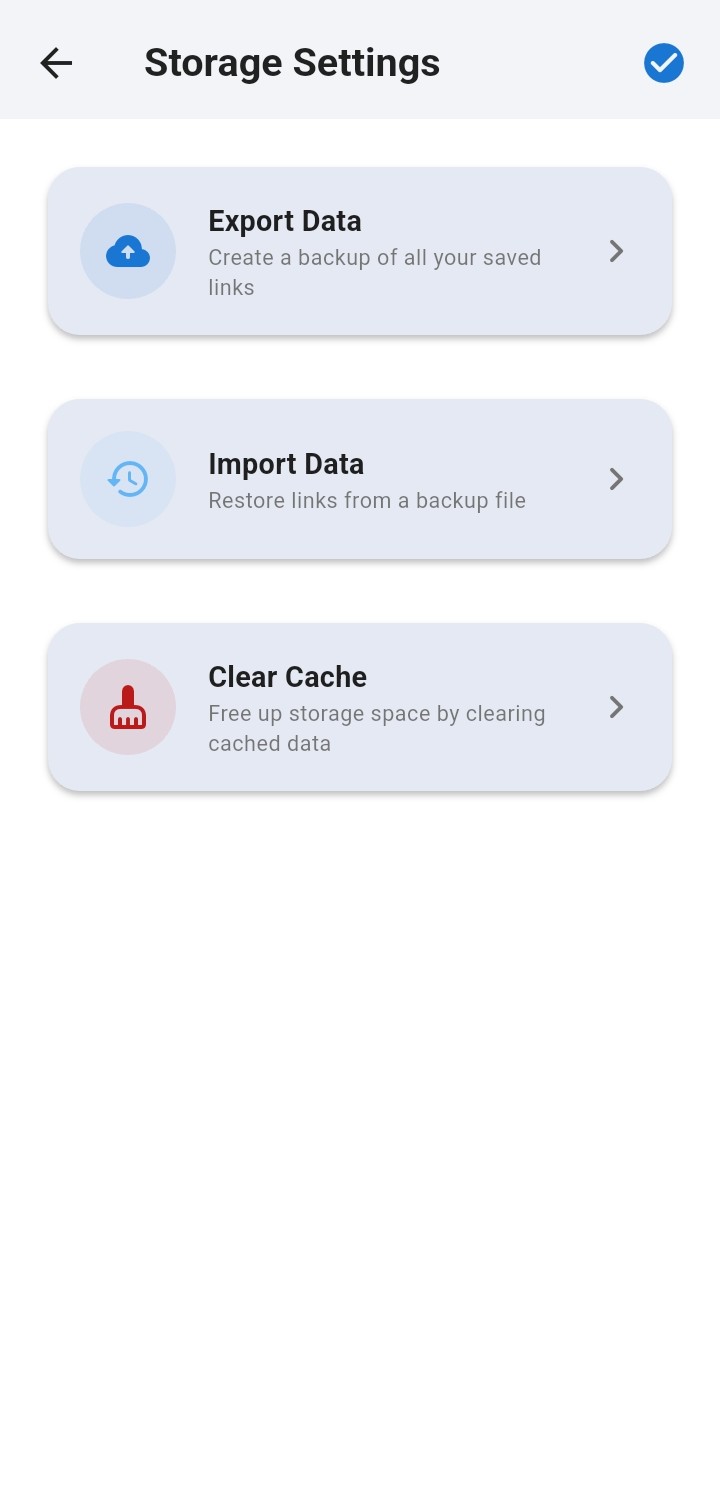 Storage Settings
Export Data
Create a backup of all your saved
links
Import Data
Restore links from a backup file
Clear Cache
Free up storage space by clearing
cached data